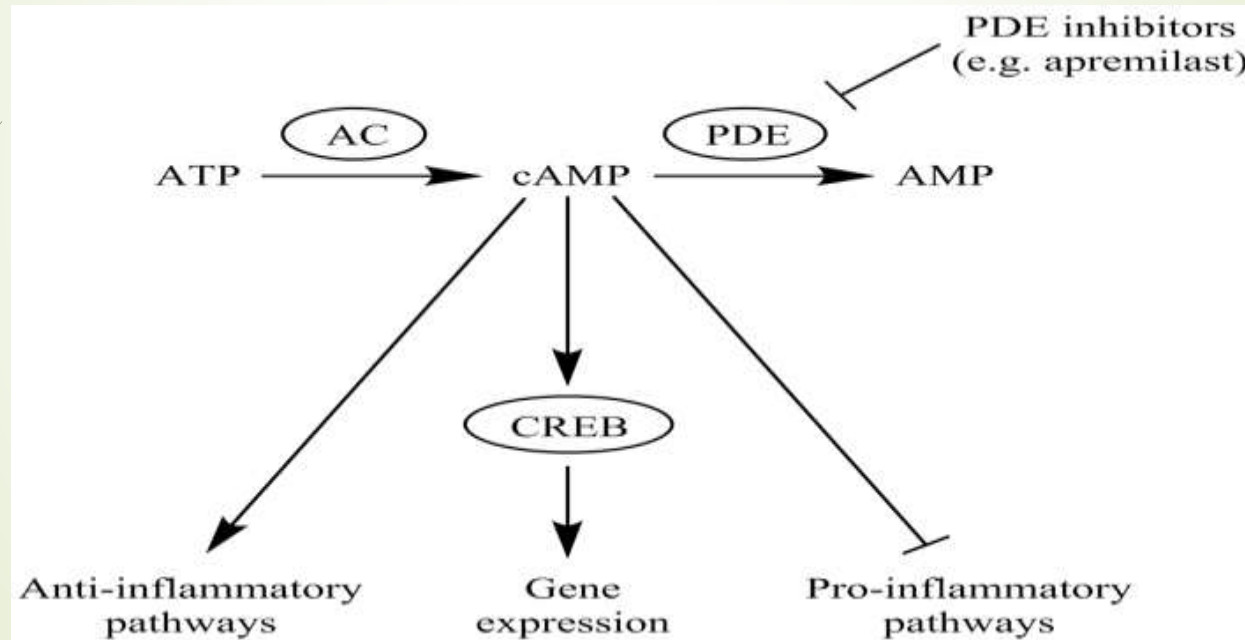 PDE inhibitors
(e.g. apremilast)
AC
PDE
ATP
cAMP
AMP
CREB
Anti-inflammatory
pathways
Gene
expression
Pro-inflammatory
pathways